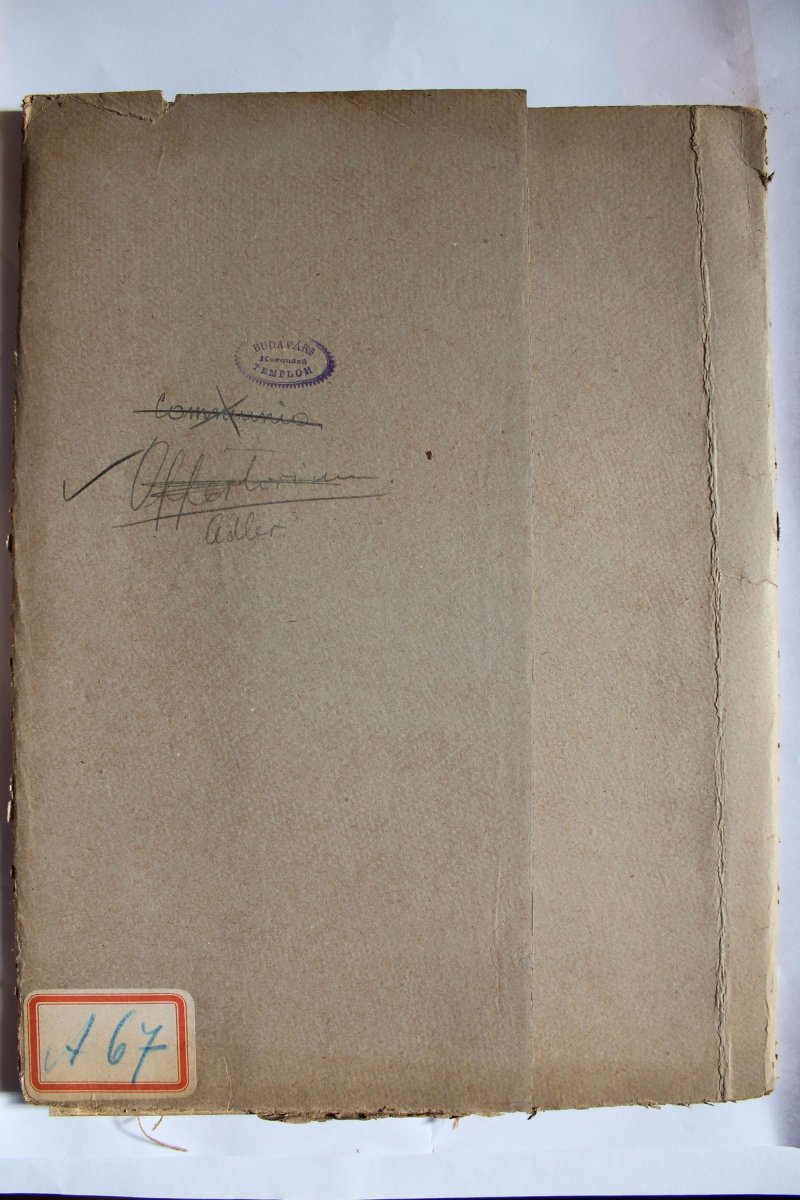 BUDAVÁRI
Koronázó
TEMPLOM
Communio
Offertorium.
Adler
A 67